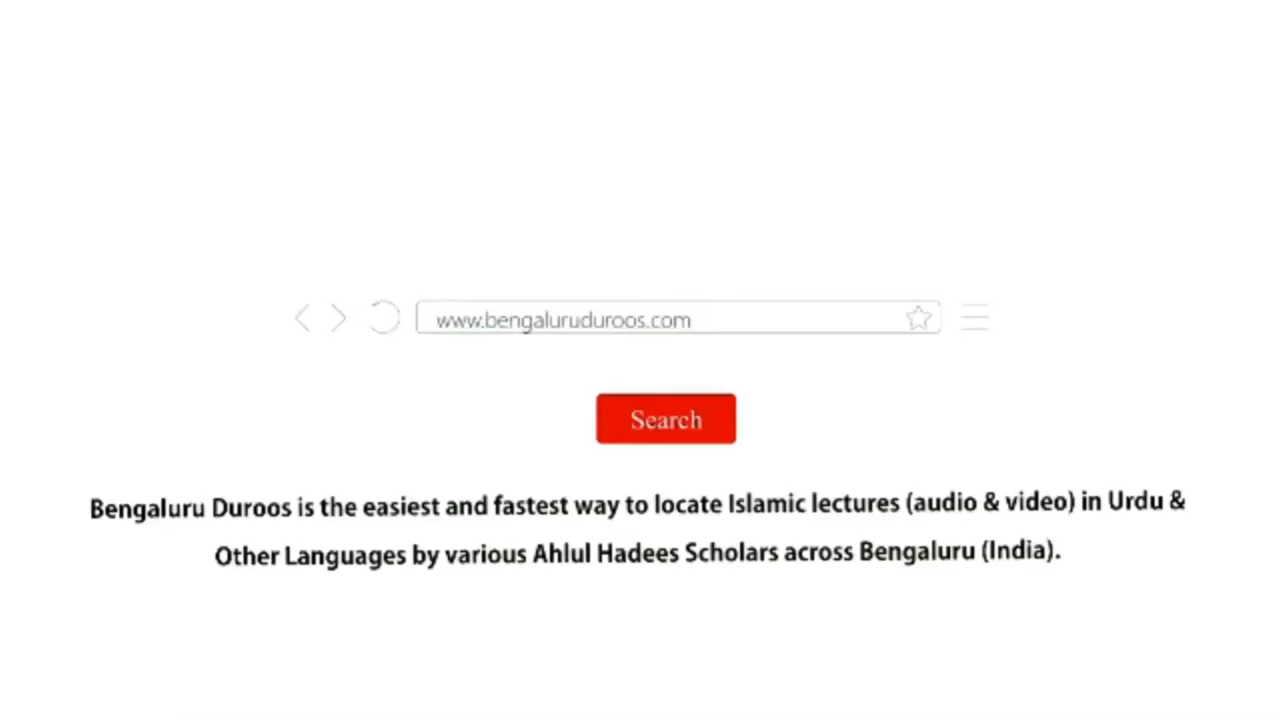 www.bengaluruduroos.com
Search
Bengaluru Duroos is the easiest and fastest way to locate Islamic lectures (audio & video) in Urdu &
Other Languages by various Ahlul Hadees Scholars across Bengaluru (India).